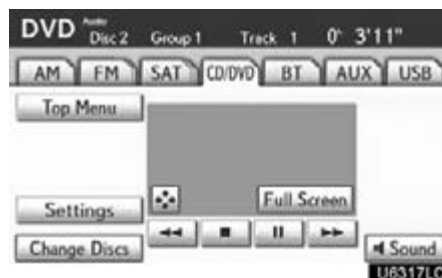 DVD Audio Disc 2 Group 1 Track 1 0h 3'11"
AM FM SAT CD/DVD BT AUX USB
Top Menu
Full Screen
Settings
Change Discs
Sound
U6317LC